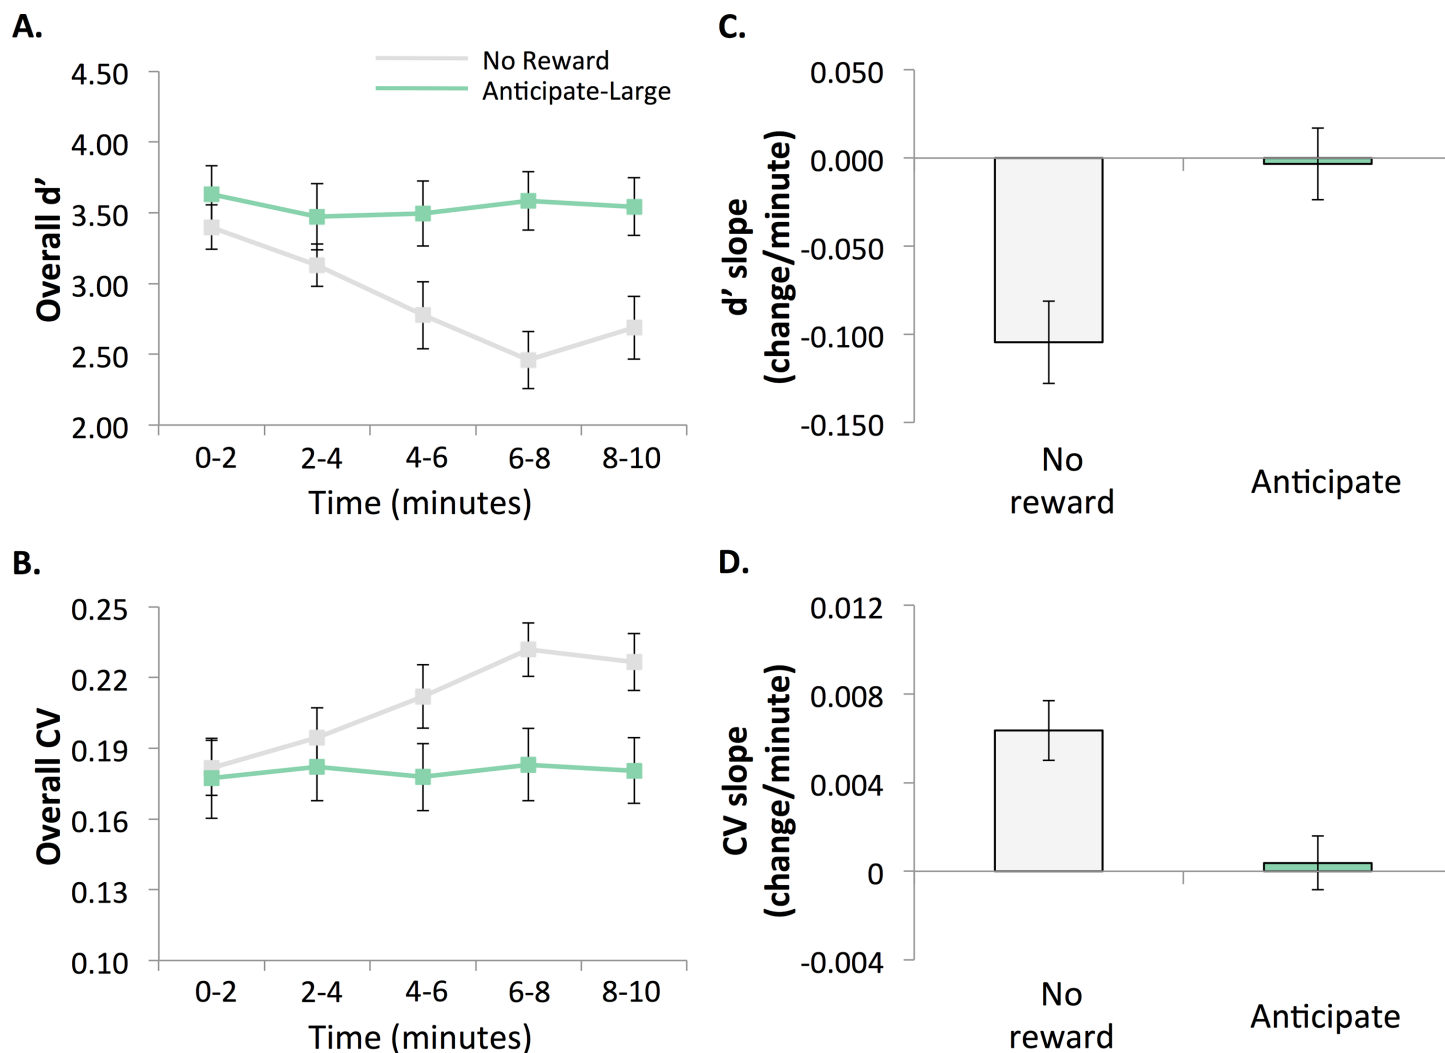 A.
No Reward
Anticipate-Large
4.50
4.00
3.50
3.00
2.50
2.00
Overall d’
0-2 2-4 4-6 6-8 8-10
Time (minutes)
B.
0.25
0.22
0.19
0.16
0.13
0.10
Overall CV
0-2 2-4 4-6 6-8 8-10
Time (minutes)
C.
0.050
0.000
-0.050
-0.100
-0.150
d’ slope
(change/minute)
No
reward
Anticipate
D.
0.012
0.008
0.004
0
-0.004
CV slope
(change/minute)
No
reward
Anticipate